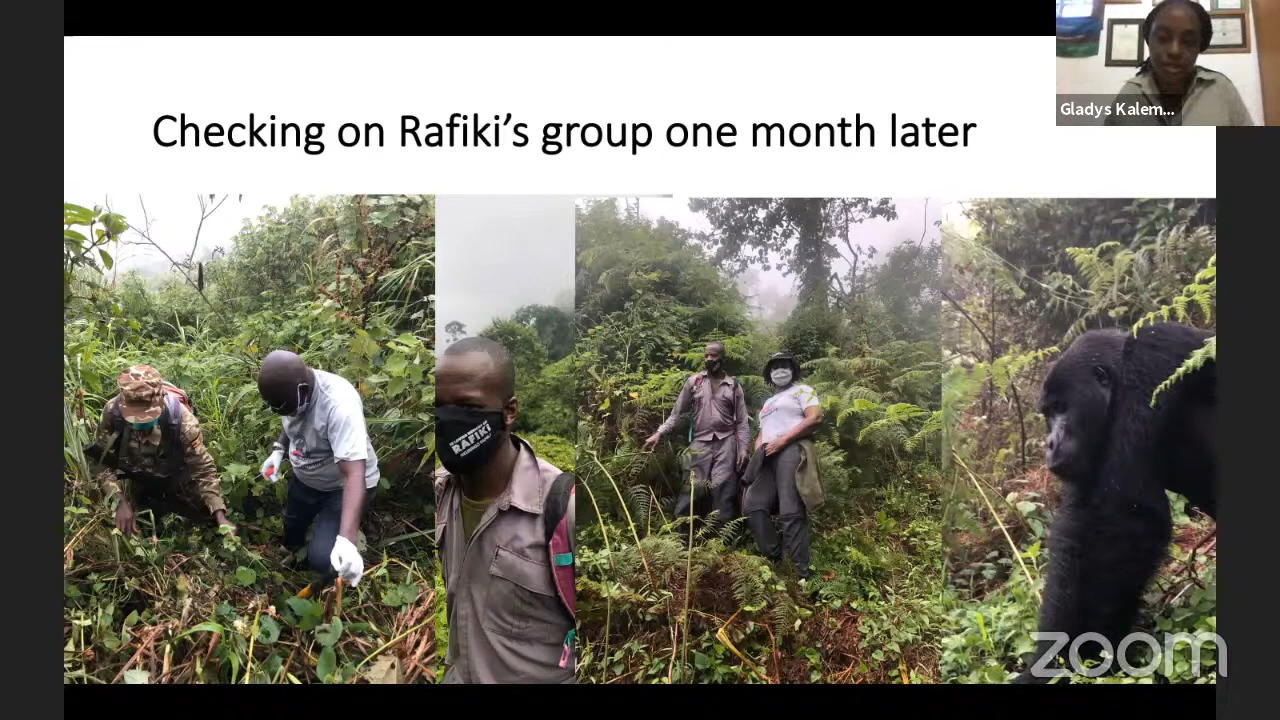 Gladys Kalem...
Checking on Rafiki's group one month later
RAFIKI
zoom